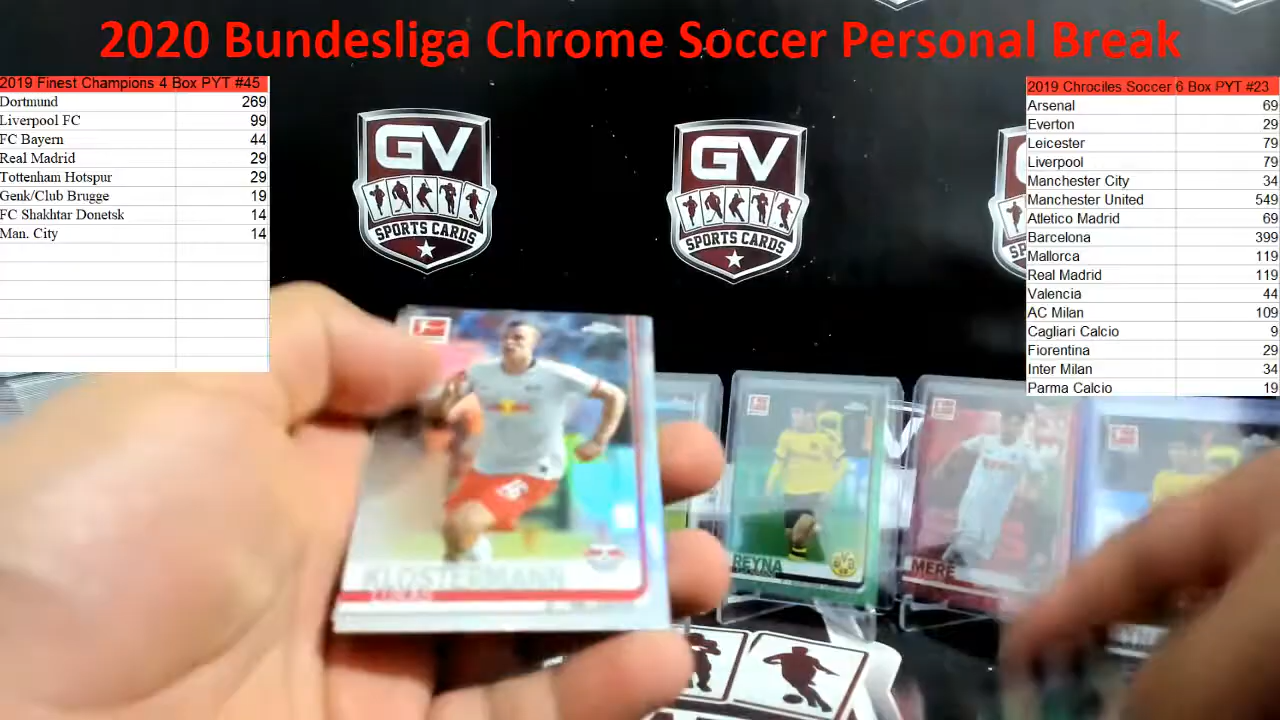 2020 Bundesliga Chrome Soccer Personal Break
2019 Finest Champions 4 Box PYT #45
Dortmund 269
Liverpool FC 99
FC Bayern 44
Real Madrid 29
Tottenham Hotspur 29
Genk/Club Brugge 19
FC Shakhtar Donetsk 14
Man. City 14
2019 Chrociles Soccer 6 Box PYT #23
Arsenal 69
Everton 29
Leicester 79
Liverpool 79
Manchester City 34
Manchester United 549
Atletico Madrid 69
Barcelona 399
Mallorca 119
Real Madrid 119
Valencia 44
AC Milan 109
Cagliari Calcio 9
Fiorentina 29
Inter Milan 34
Parma Calcio 19
GV
SPORTS CARDS
GV
SPORTS CARDS
KLOSTERMANN
REYNA
MERÉ